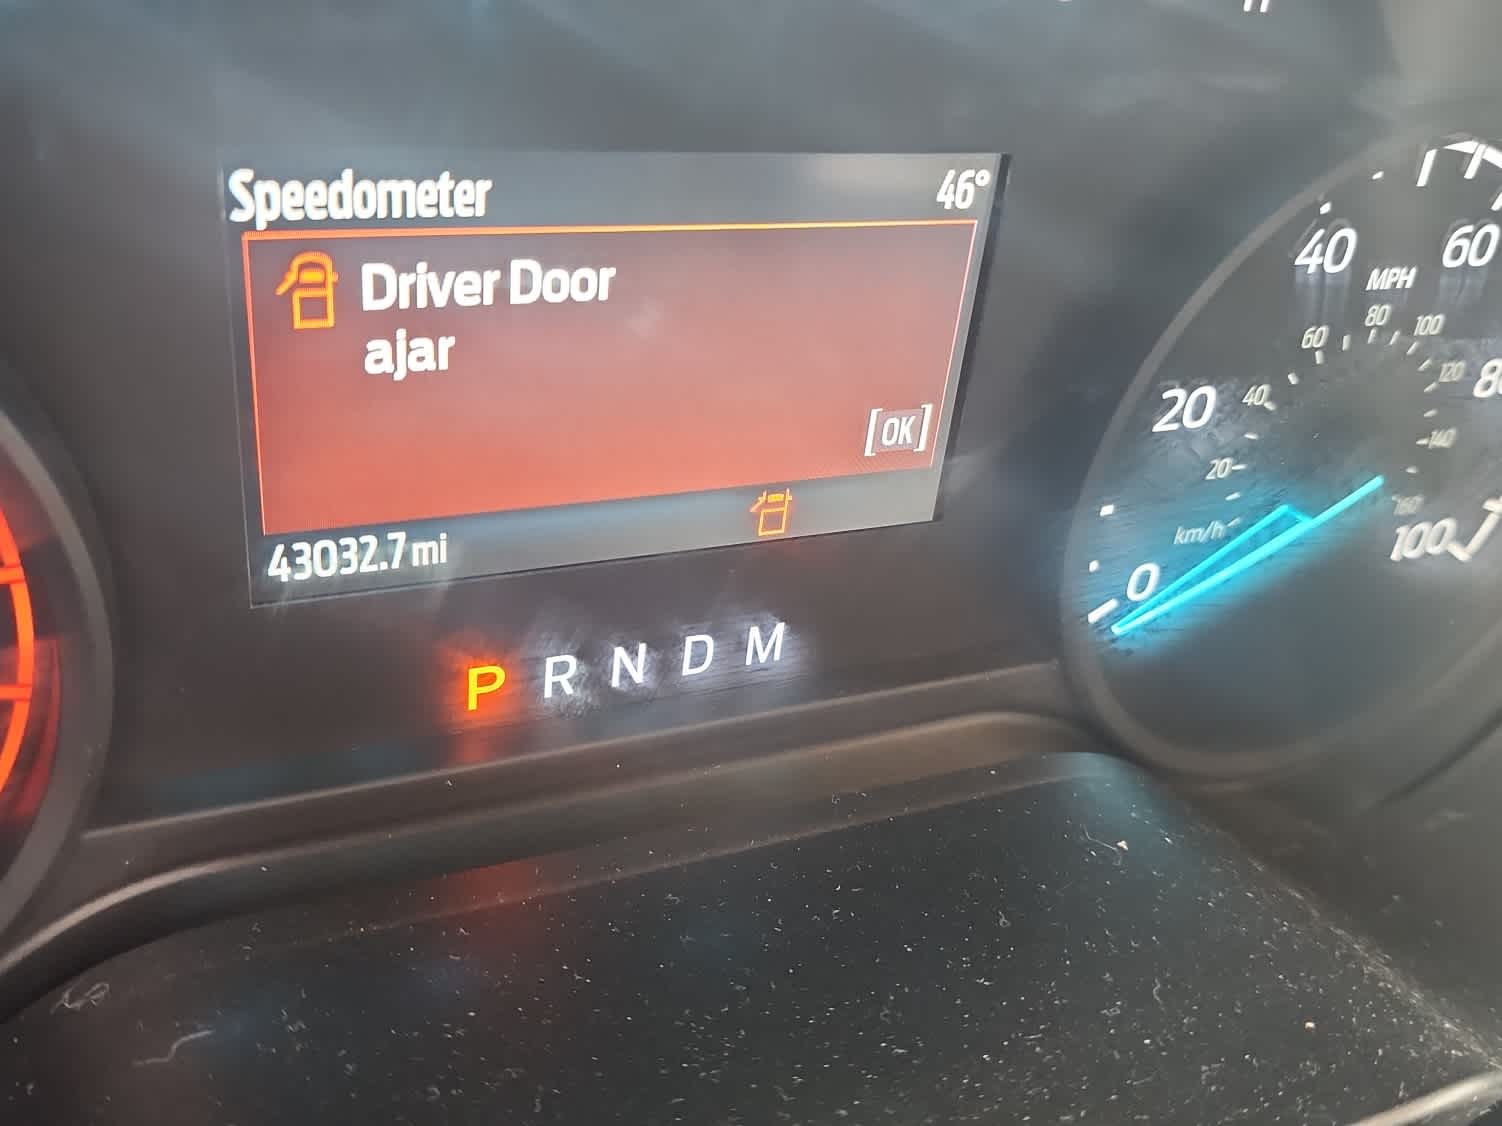 Speedometer 46°
Driver Door
ajar
[OK]
43032.7 mi
P R N D M
0 20 40 60
MPH
20 40 60 80 100 120 140 160
km/h
100